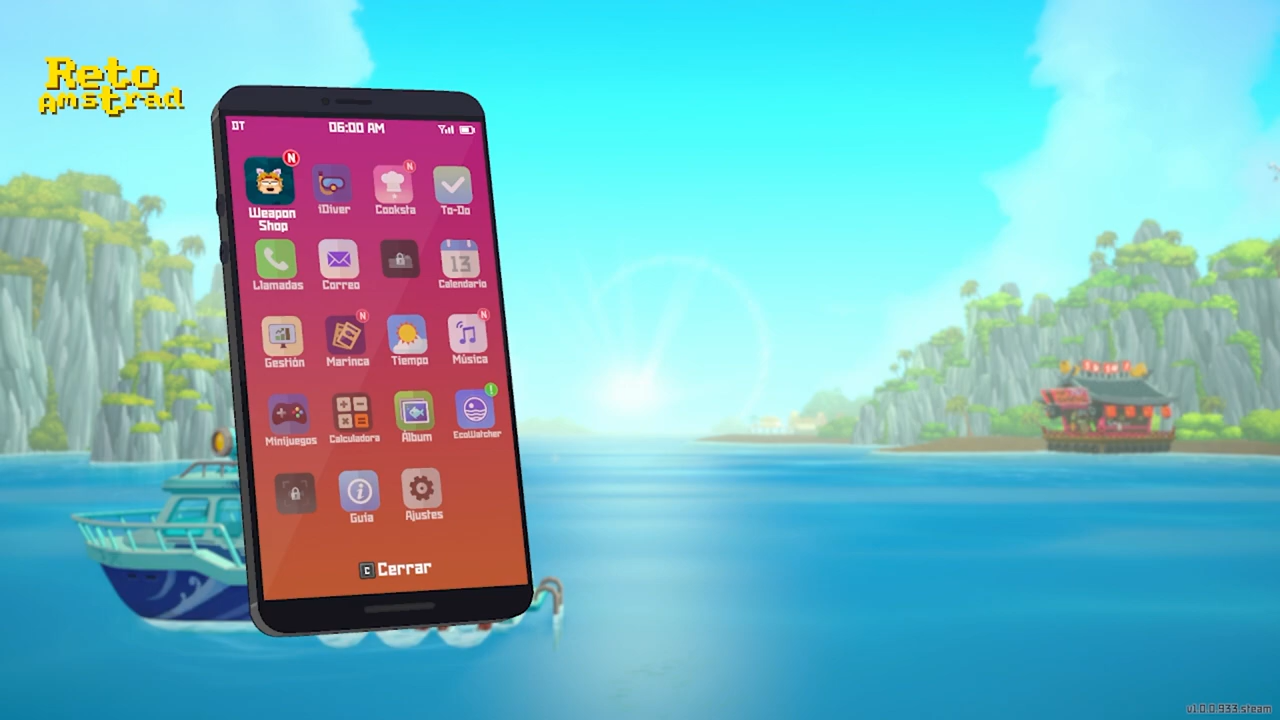 Reto
Amstrad
DT
06:00 AM
N
N
Weapon
Shop
iDiver
Cooksta
To-Do
Llamadas
Correo
13
Calendario
N
N
Gestión
Marinca
Tiempo
Música
!
Minijuegos
Calculadora
Álbum
EcoWatcher
Guía
Ajustes
C Cerrar
v1.0.0.933.steam